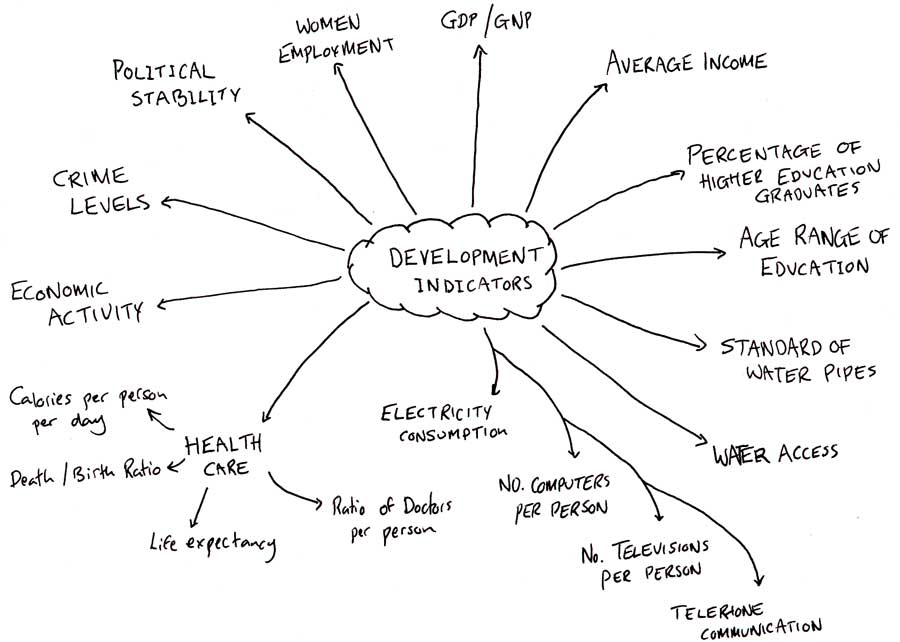 WOMEN
EMPLOYMENT
GDP/GNP
AVERAGE INCOME
POLITICAL
STABILITY
PERCENTAGE OF
HIGHER EDUCATION
GRADUATES
CRIME
LEVELS
AGE RANGE OF
EDUCATION
DEVELOPMENT
INDICATORS
ECONOMIC
ACTIVITY
STANDARD OF
WATER PIPES
Calories per person
per day
ELECTRICITY
CONSUMPTION
HEALTH
CARE
WATER ACCESS
Death/Birth Ratio
NO. COMPUTERS
PER PERSON
Ratio of Doctors
per person
Life expectancy
No. TELEVISIONS
PER PERSON
TELEPHONE
COMMUNICATION